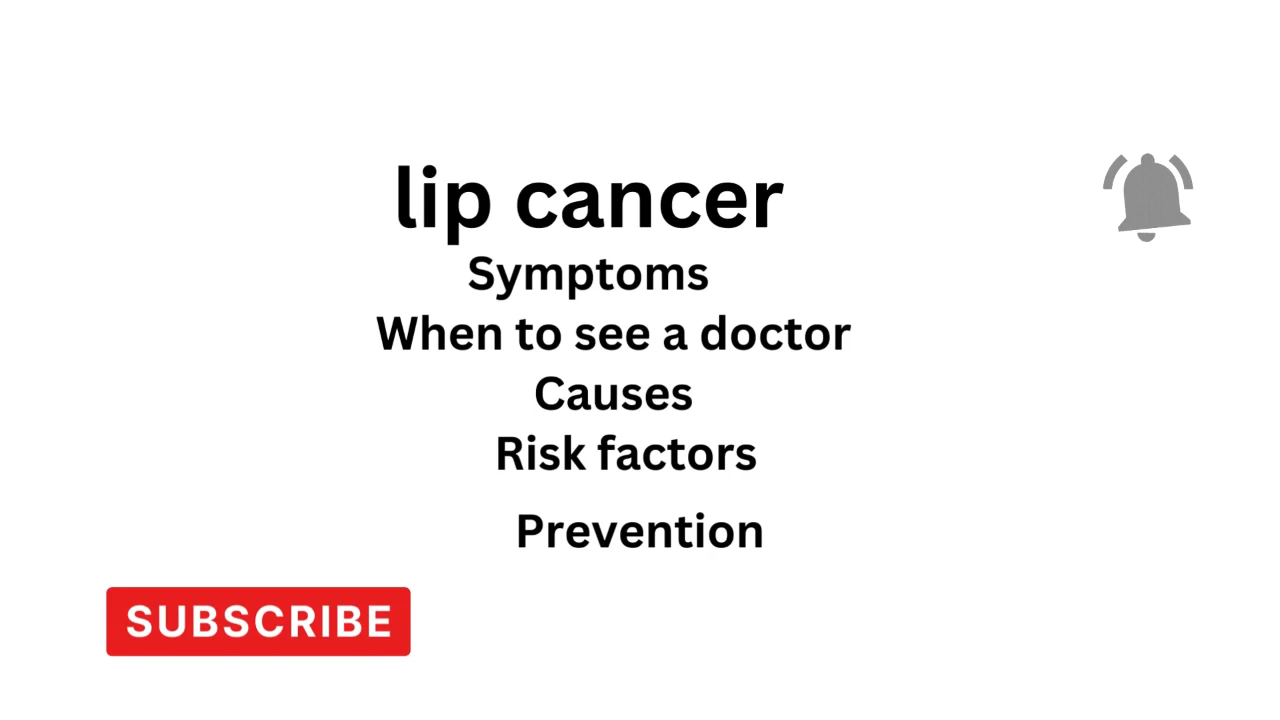 lip cancer
Symptoms
When to see a doctor
Causes
Risk factors
Prevention
SUBSCRIBE